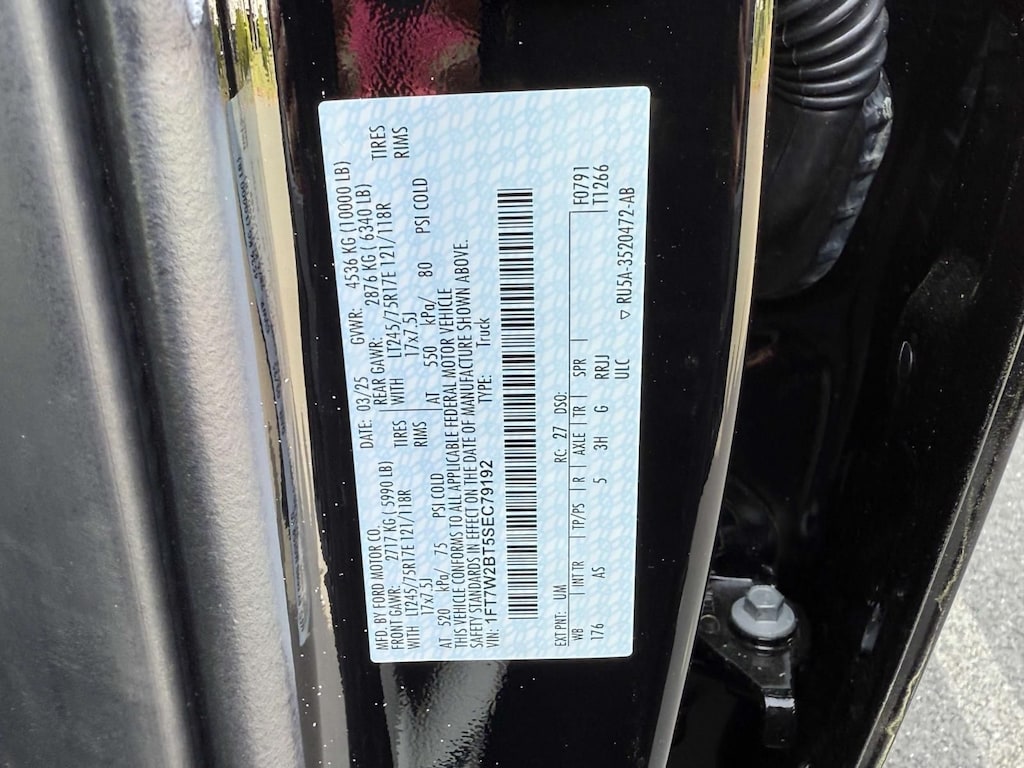 MFD. BY FORD MOTOR CO.
DATE: 03/25 GVWR: 4536 KG (10000 LB)
FRONT GAWR: 2717 KG ( 5990 LB) REAR GAWR: 2876 KG ( 6340 LB)
WITH LT245/75R17E 121/118R TIRES WITH LT245/75R17E 121/118R TIRES
17x7.5J RIMS 17x7.5J RIMS
AT 520 kPa/ 75 PSI COLD AT 550 kPa/ 80 PSI COLD
THIS VEHICLE CONFORMS TO ALL APPLICABLE FEDERAL MOTOR VEHICLE
SAFETY STANDARDS IN EFFECT ON THE DATE OF MANUFACTURE SHOWN ABOVE.
VIN: 1FT7W2BT5SEC79192 TYPE: Truck
EXT PNT: UM RC: 27 DSO: F0791
WB INTR TP/PS R AXLE TR SPR T1266
176 AS 5 3H G RRJJ
ULC
▽ RU5A-3520472-AB